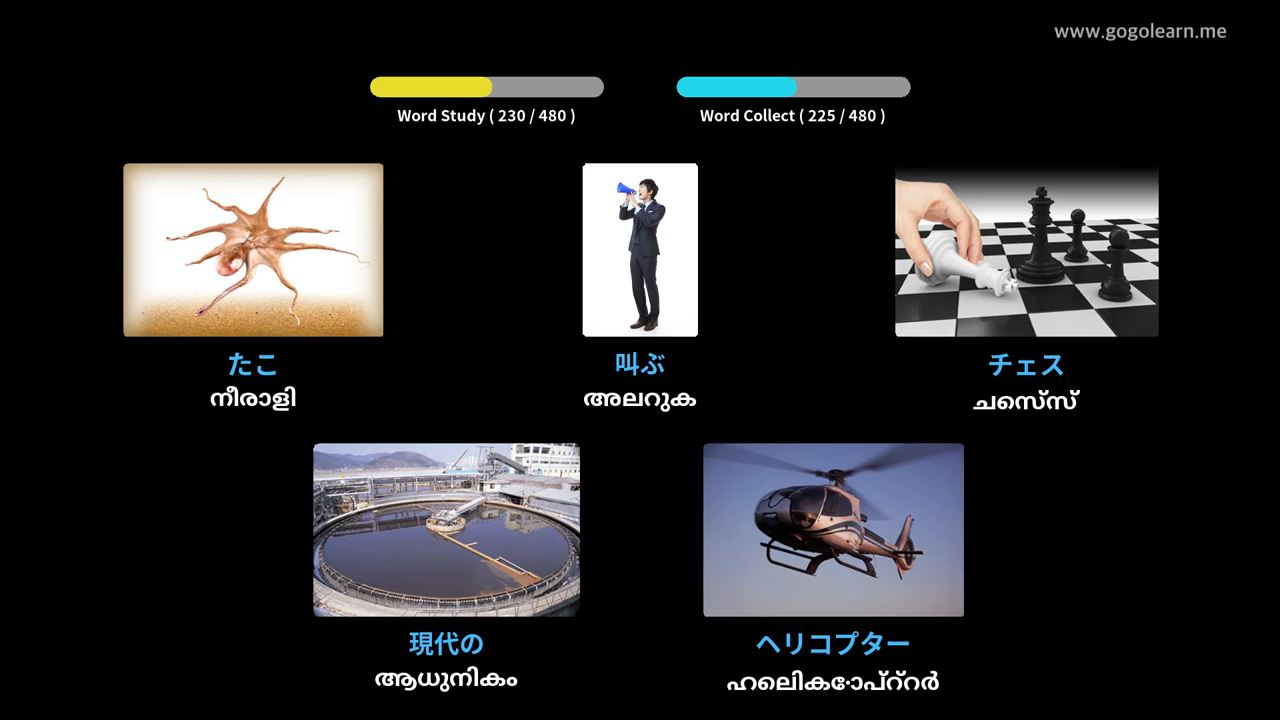 www.gogolearn.me
Word Study ( 230 / 480 )
Word Collect ( 225 / 480 )
たこ
നീരാളി
叫ぶ
അലറുക
チェス
ചെസ്സ്
現代の
ആധുനികം
ヘリコプター
ഹെലികോപ്റ്റർ